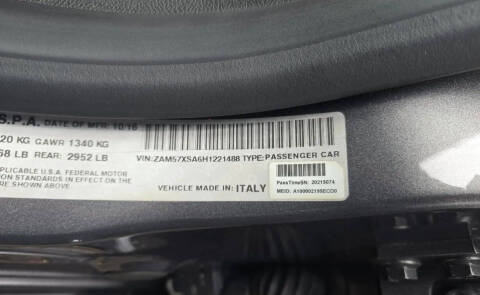 S.P.A. DATE OF MFR 10/16
20 KG GAWR 1340 KG
68 LB REAR: 2952 LB
VIN:ZAM57XSA6H1221488 TYPE:PASSENGER CAR
PLICABLE U.S.A. FEDERAL MOTOR
ION STANDARDS IN EFFECT ON THE
RE SHOWN ABOVE.
VEHICLE MADE IN: ITALY
PassTimeSN: 20215074
MEID: